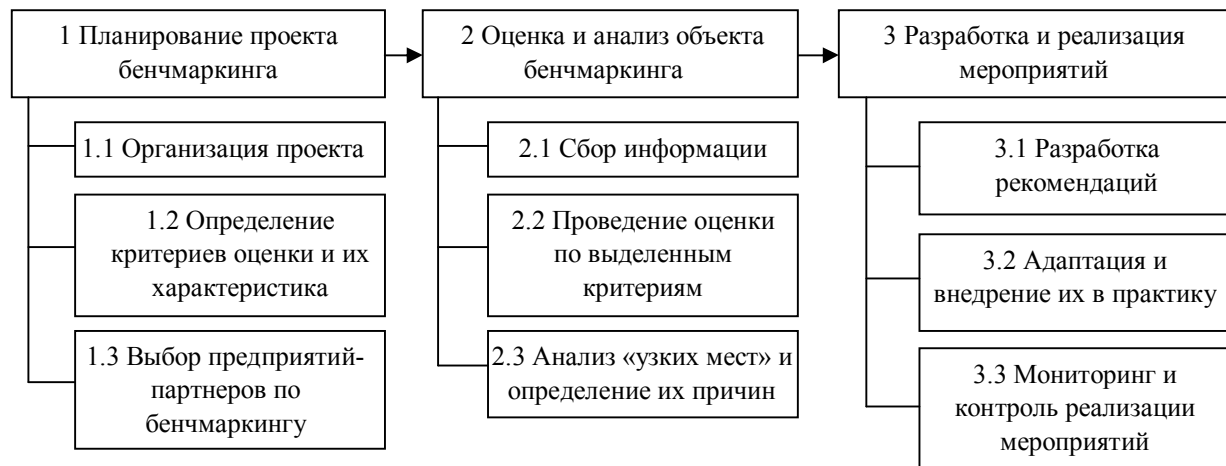 1 Планирование проекта
бенчмаркинга
1.1 Организация проекта
1.2 Определение
критериев оценки и их
характеристика
1.3 Выбор предприятий-
партнеров по
бенчмаркингу
2 Оценка и анализ объекта
бенчмаркинга
2.1 Сбор информации
2.2 Проведение оценки
по выделенным
критериям
2.3 Анализ «узких мест» и
определение их причин
3 Разработка и реализация
мероприятий
3.1 Разработка
рекомендаций
3.2 Адаптация и
внедрение их в практику
3.3 Мониторинг и
контроль реализации
мероприятий